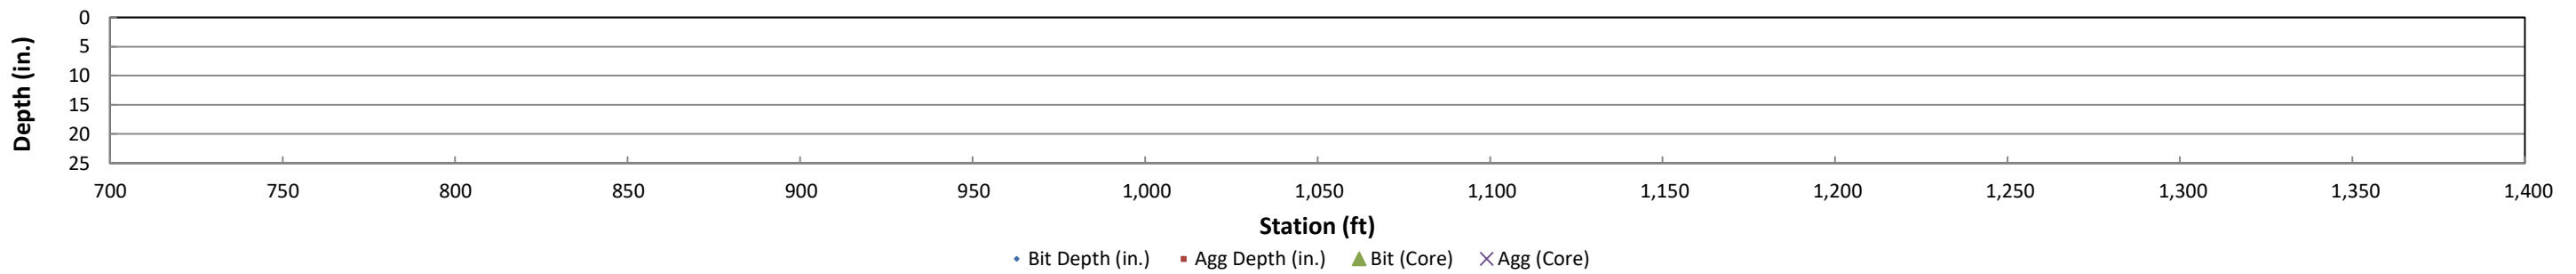 Depth (in.)
0
5
10
15
20
25
700 750 800 850 900 950 1,000 1,050 1,100 1,150 1,200 1,250 1,300 1,350 1,400
Station (ft)
Bit Depth (in.) Agg Depth (in.) Bit (Core) Agg (Core)